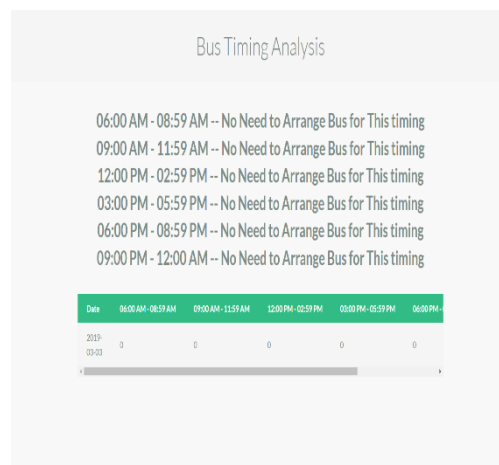 Bus Timing Analysis
06:00 AM - 08:59 AM -- No Need to Arrange Bus for This timing
09:00 AM - 11:59 AM -- No Need to Arrange Bus for This timing
12:00 PM - 02:59 PM -- No Need to Arrange Bus for This timing
03:00 PM - 05:59 PM -- No Need to Arrange Bus for This timing
06:00 PM - 08:59 PM -- No Need to Arrange Bus for This timing
09:00 PM - 12:00 AM -- No Need to Arrange Bus for This timing
Date 06:00 AM - 08:59 AM 09:00 AM - 11:59 AM 12:00 PM - 02:59 PM 03:00 PM - 05:59 PM 06:00 PM -
2019-
03-03 0 0 0 0 0